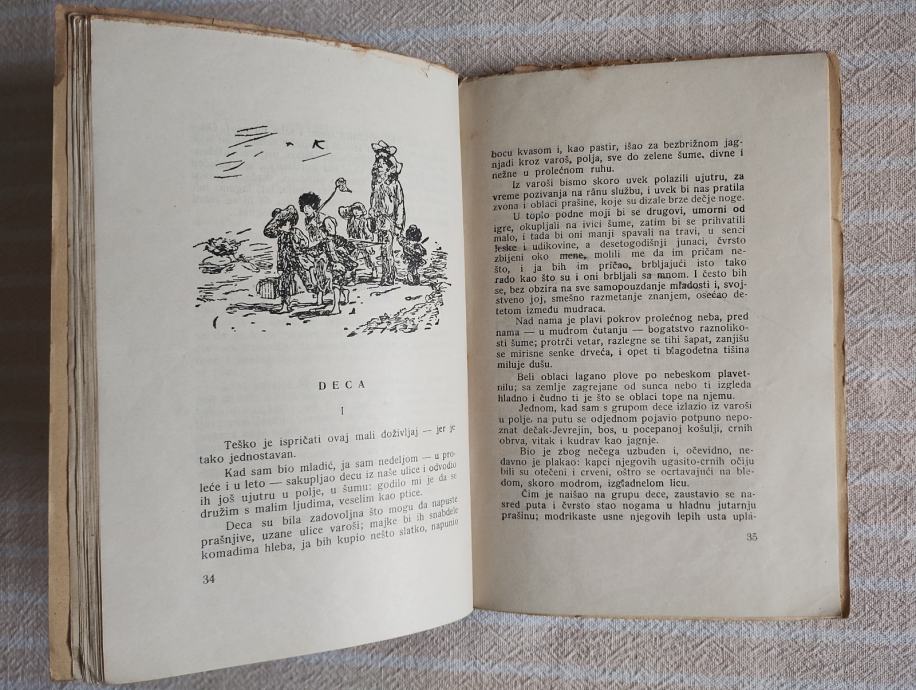 DECA
I
Teško je ispričati ovaj mali doživljaj — jer je
tako jednostavan.
Kad sam bio mladić, ja sam nedeljom — u pro-
leće i u leto — sakupljao decu iz naše ulice i odvodio
ih još ujutru u polje, u šumu: godilo mi je da se
družim s malim ljudima, veselim kao ptice.
Deca su bila zadovoljna što mogu da napuste
prašnjive, uzane ulice varoši; majke bi ih snabdele
komadima hleba, ja bih kupio nešto slatko, napunio
34
bocu kvasom i, kao pastir, išao za bezbrižnom jag-
njadi kroz varoš, polja, sve do zelene šume, divne i
nežne u prolećnom ruhu.
Iz varoši bismo skoro uvek polazili ujutru, za
vreme pozivanja na rânu službu, i uvek bi nas pratila
zvona i oblaci prašine, koje su dizale brze dečje noge.
U toplo podne moji bi se drugovi, umorni od
igre, okupljali na ivici šume, zatim bi se prihvatili
malo, i tada bi oni manji spavali na travi, u senci
leske i udikovine, a desetogodišnji junaci, čvrsto
zbijeni oko mene, molili me da im pričam ne-
što, i ja bih im pričao, brbljajući isto tako
rado kao što su i oni brbljali sa mnom. I često bih
se, bez obzira na sve samopouzdanje mladosti i, svoj-
stveno joj, smešno razmetanje znanjem, osećao de-
tetom između mudraca.
Nad nama je plavi pokrov prolećnog neba, pred
nama — u mudrom ćutanju — bogatstvo raznoliko-
sti šume; protrči vetar, razlegne se tihi šapat, zanjišu
se mirisne senke drveća, i opet ti blagodetna tišina
miluje dušu.
Beli oblaci lagano plove po nebeskom plavet-
nilu; sa zemlje zagrejane od sunca nebo ti izgleda
hladno i čudno ti je što se oblaci tope na njemu.
Jednom, kad sam s grupom dece izlazio iz varoši
u polje, na putu se odjednom pojavio potpuno nepo-
znat dečak-Jevrejin, bos, u pocepanoj košulji, crnih
obrva, vitak i kudrav kao jagnje.
Bio je zbog nečega uzbuđen i, očevidno, ne-
davno je plakao: kapci njegovih ugasito-crnih očiju
bili su otečeni i crveni, oštro se ocrtavajući na ble-
dom, skoro modrom, izgladnelom licu.
Čim je naišao na grupu dece, zaustavio se na-
sred puta i čvrsto stao nogama u hladnu jutarnju
prašinu; modrikaste usne njegovih lepih usta upla-
35